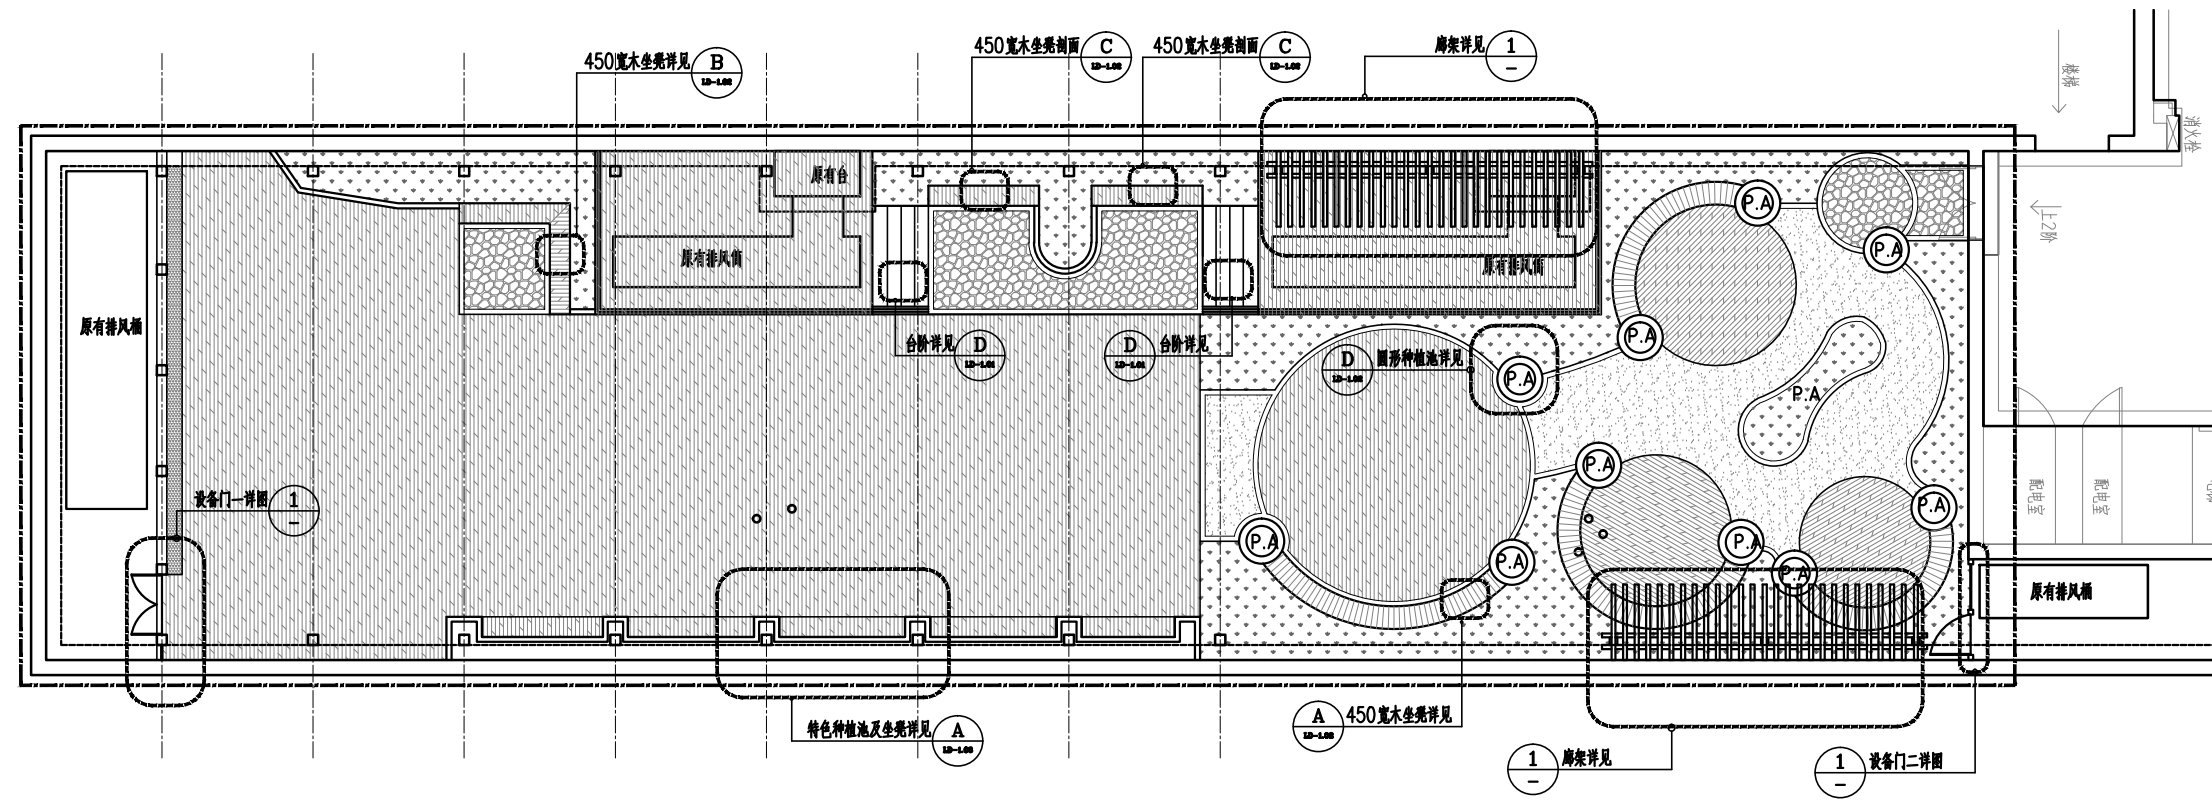 450宽木坐凳详见
B
LD-1.02
450宽木坐凳剖面
C
LD-1.02
450宽木坐凳剖面
C
LD-1.02
廊架详见
1
–
楼梯
消火栓
原有台
P.A
上2阶
P.A
原有排风俏
原有排风俏
原有排风桶
P.A
台阶详见
D
LD-1.01
D
LD-1.01
台阶详见
D
LD-1.02
圆形种植池详见
P.A
P.A
P.A
设备门一详图
1
–
配电室
配电室
P.A
P.A
P.A
P.A
P.A
原有排风桶
特色种植池及坐凳详见
A
LD-1.03
A
LD-1.02
450宽木坐凳详见
1
–
廊架详见
1
–
设备门二详图